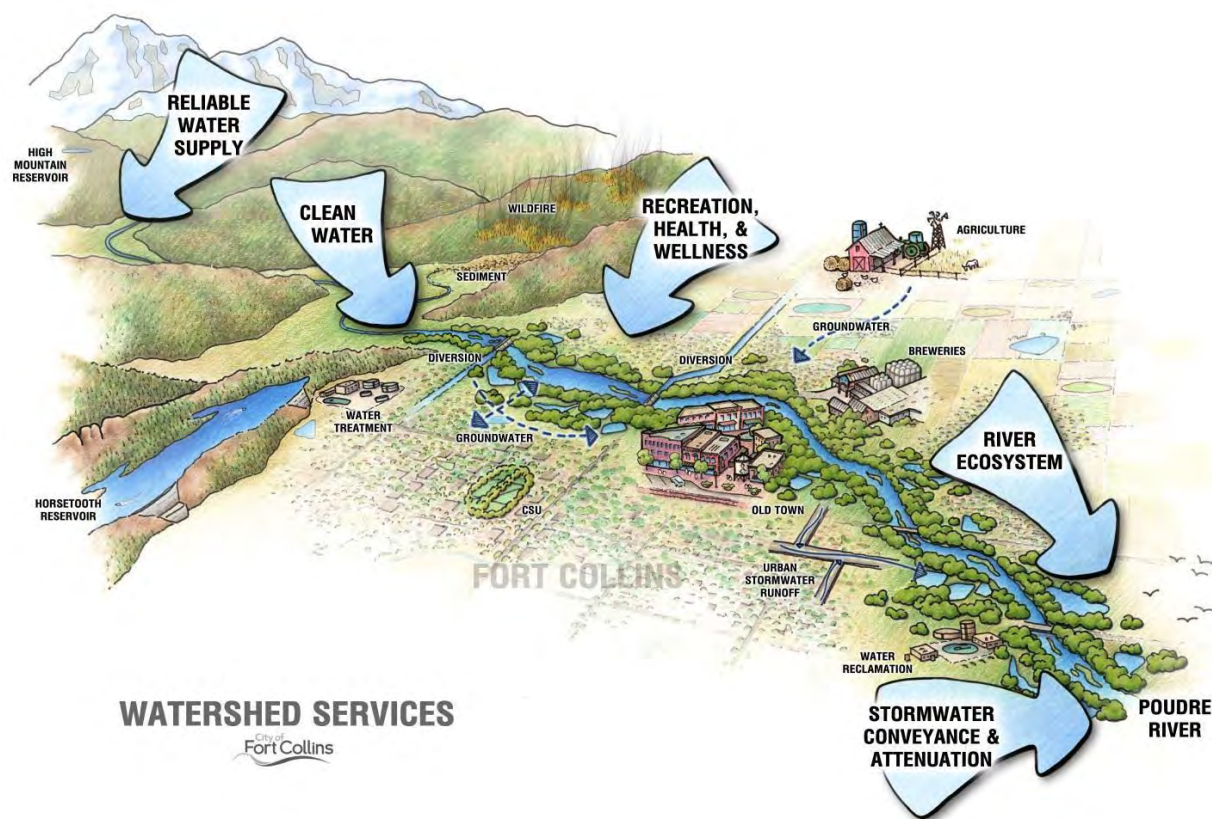 RELIABLE
WATER
SUPPLY
HIGH
MOUNTAIN
RESERVOIR
CLEAN
WATER
WILDFIRE
RECREATION,
HEALTH, &
WELLNESS
AGRICULTURE
SEDIMENT
GROUNDWATER
DIVERSION
DIVERSION
BREWERIES
WATER
TREATMENT
GROUNDWATER
RIVER
ECOSYSTEM
HORSETOOTH
RESERVOIR
CSU
OLD TOWN
FORT COLLINS
URBAN
STORMWATER
RUNOFF
WATER
RECLAMATION
STORMWATER
CONVEYANCE &
ATTENUATION
POUDRE
RIVER
WATERSHED SERVICES
City of
Fort Collins